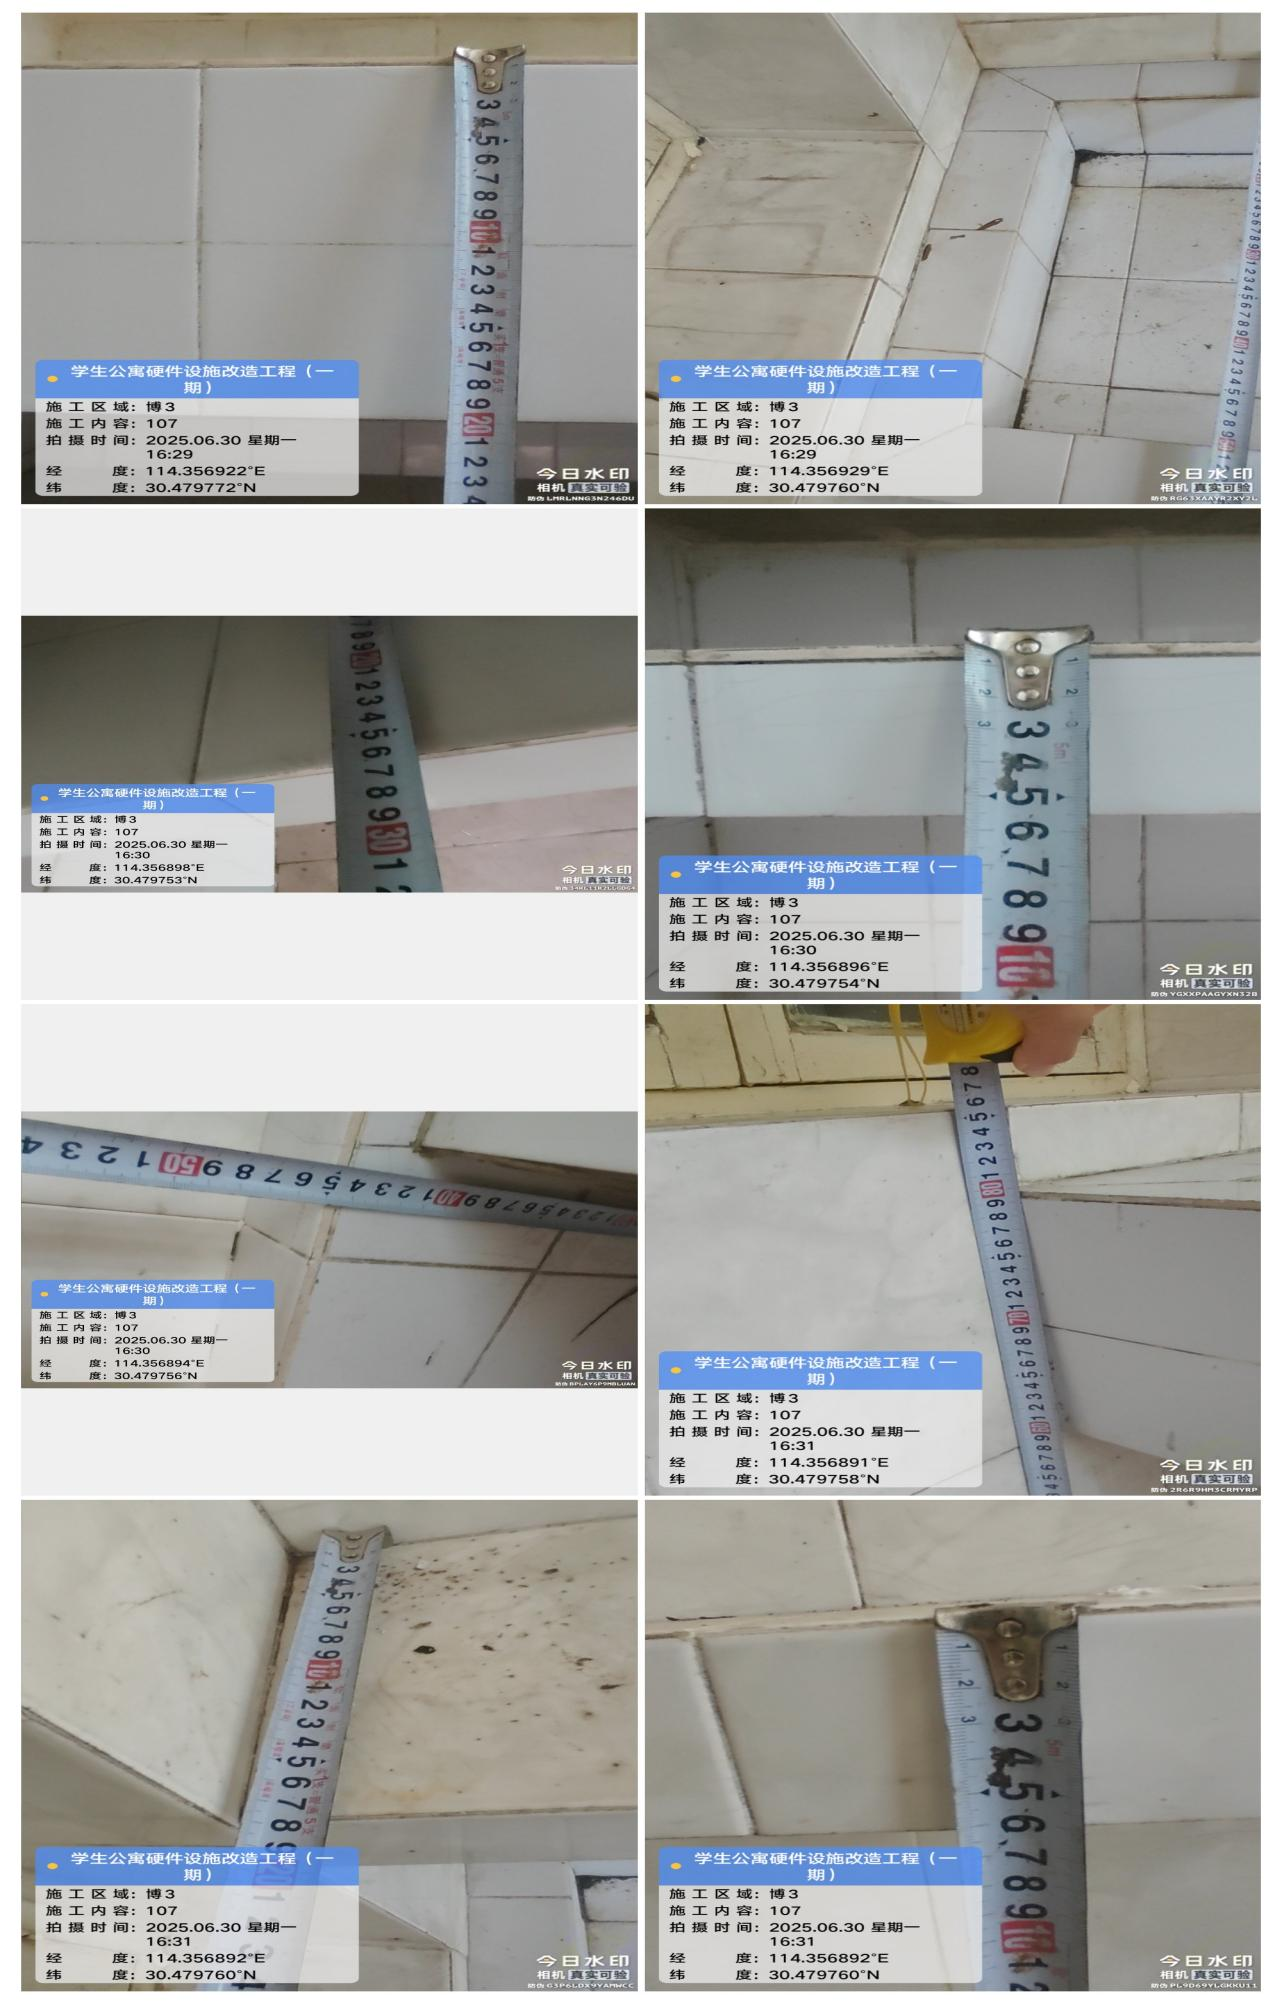 学生公寓硬件设施改造工程（一
期）
施工区域：博3
施工内容：107
拍摄时间：2025.06.30 星期一
16:29
经度：114.356922°E
纬度：30.479772°N
今日水印
相机 真实可验
防伪 LMRLNNG3N246DU
学生公寓硬件设施改造工程（一
期）
施工区域：博3
施工内容：107
拍摄时间：2025.06.30 星期一
16:29
经度：114.356929°E
纬度：30.479760°N
今日水印
相机 真实可验
防伪 RG63XAAYR2XY2L
学生公寓硬件设施改造工程（一
期）
施工区域：博3
施工内容：107
拍摄时间：2025.06.30 星期一
16:30
经度：114.356898°E
纬度：30.479753°N
今日水印
相机 真实可验
学生公寓硬件设施改造工程（一
期）
施工区域：博3
施工内容：107
拍摄时间：2025.06.30 星期一
16:30
经度：114.356896°E
纬度：30.479754°N
今日水印
相机 真实可验
防伪 YGXXPAAGYXN32B
学生公寓硬件设施改造工程（一
期）
施工区域：博3
施工内容：107
拍摄时间：2025.06.30 星期一
16:30
经度：114.356894°E
纬度：30.479756°N
今日水印
相机 真实可验
学生公寓硬件设施改造工程（一
期）
施工区域：博3
施工内容：107
拍摄时间：2025.06.30 星期一
16:31
经度：114.356891°E
纬度：30.479758°N
今日水印
相机 真实可验
防伪 2R6R9HM3CRMYRP
学生公寓硬件设施改造工程（一
期）
施工区域：博3
施工内容：107
拍摄时间：2025.06.30 星期一
16:31
经度：114.356892°E
纬度：30.479760°N
今日水印
相机 真实可验
防伪 G3P6LDX9YAMWCC
学生公寓硬件设施改造工程（一
期）
施工区域：博3
施工内容：107
拍摄时间：2025.06.30 星期一
16:31
经度：114.356892°E
纬度：30.479760°N
今日水印
相机 真实可验
防伪 PL9D69YLGKKU11